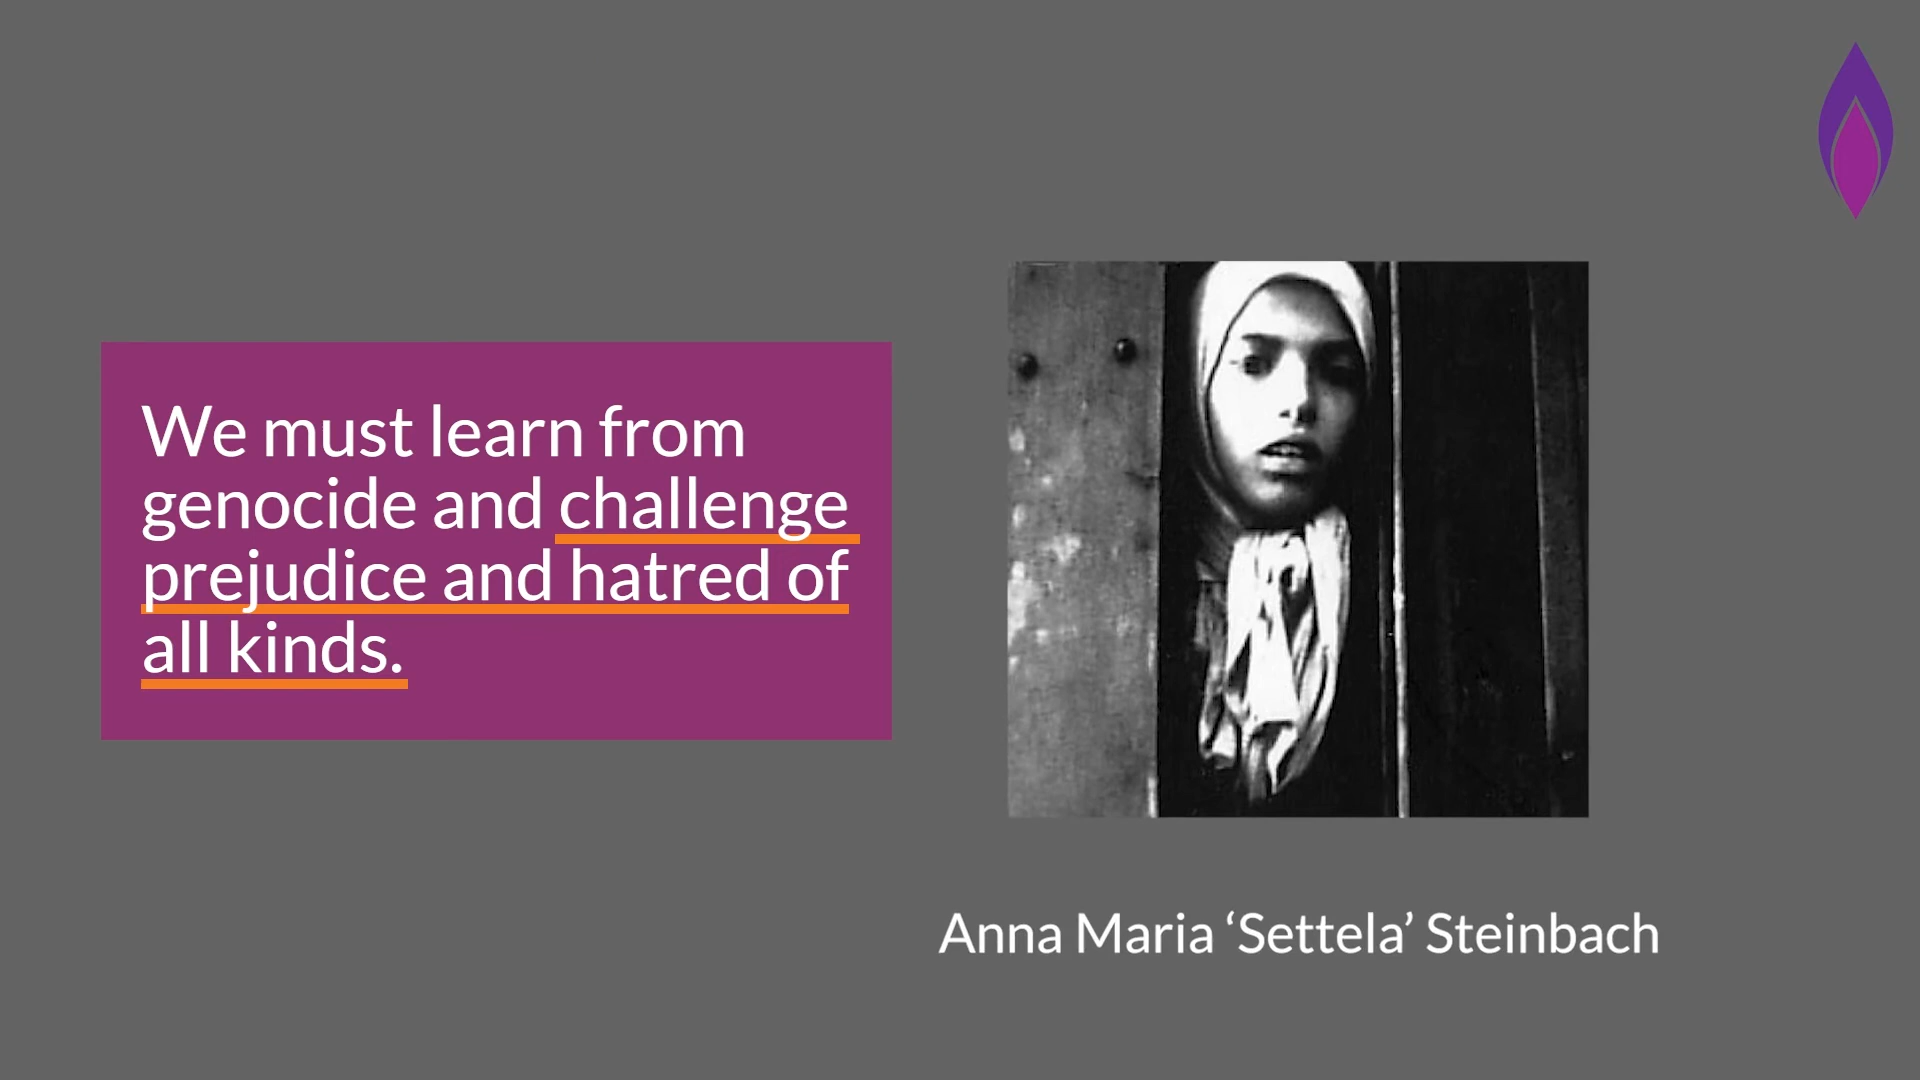 We must learn from
genocide and challenge
prejudice and hatred of
all kinds.
Anna Maria ‘Settela’ Steinbach